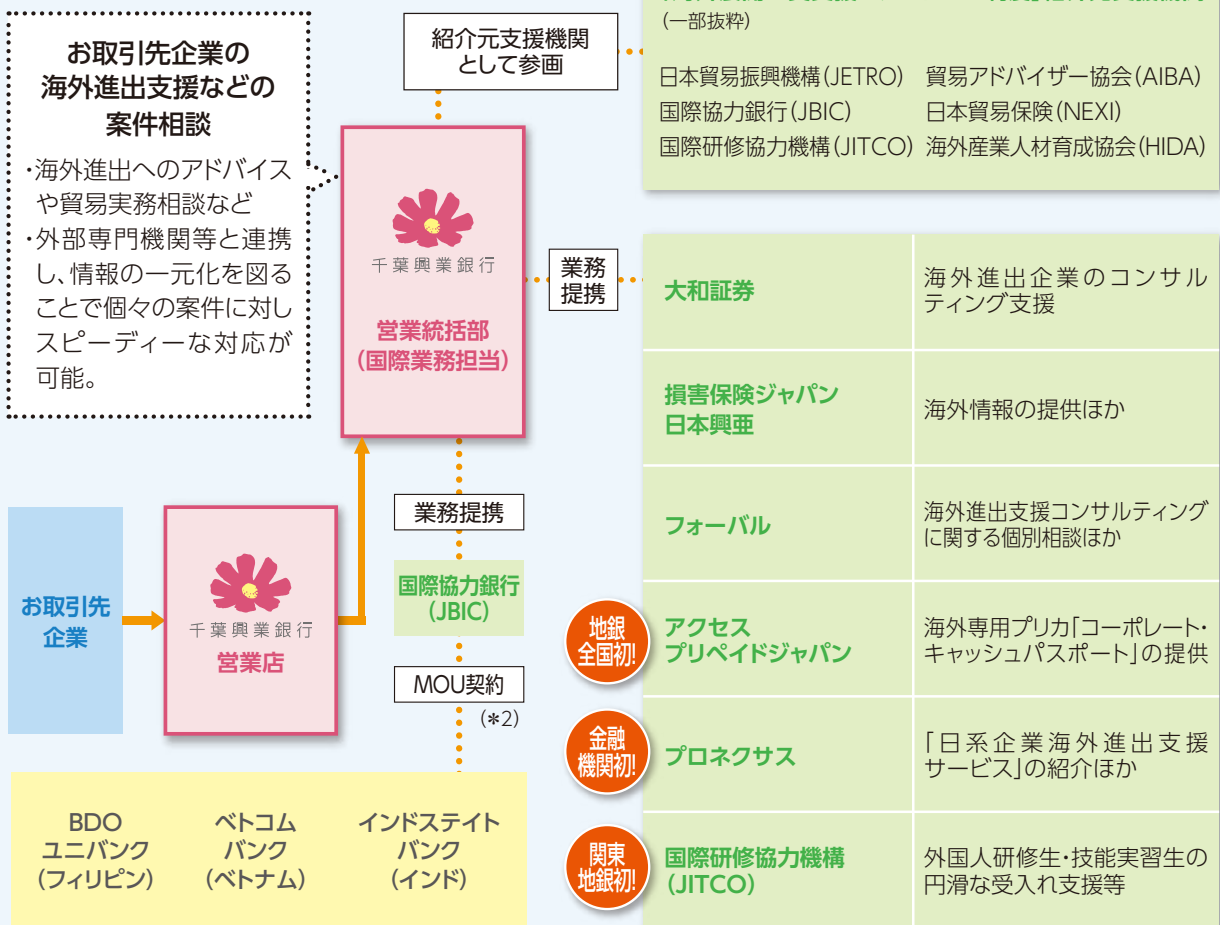 お取引先企業の
海外進出支援などの
案件相談
・海外進出へのアドバイス
や貿易実務相談など
・外部専門機関等と連携
し、情報の一元化を図る
ことで個々の案件に対し
スピーディーな対応が
可能。
紹介元支援機関
として参画
(一部抜粋)
日本貿易振興機構(JETRO) 貿易アドバイザー協会(AIBA)
国際協力銀行(JBIC) 日本貿易保険(NEXI)
国際研修協力機構(JITCO) 海外産業人材育成協会(HIDA)
千葉興業銀行
営業統括部
(国際業務担当)
業務
提携
大和証券
海外進出企業のコンサル
ティング支援
損害保険ジャパン
日本興亜
海外情報の提供ほか
フォーバル
海外進出支援コンサルティング
に関する個別相談ほか
地銀
全国初!
アクセス
プリペイドジャパン
海外専用プリカ「コーポレート・
キャッシュパスポート」の提供
金融
機関初!
プロネクサス
「日系企業海外進出支援
サービス」の紹介ほか
関東
地銀初!
国際研修協力機構
(JITCO)
外国人研修生・技能実習生の
円滑な受入れ支援等
お取引先
企業
千葉興業銀行
営業店
業務提携
国際協力銀行
(JBIC)
MOU契約
(*2)
BDO
ユニバンク
(フィリピン)
ベトコム
バンク
(ベトナム)
インドステイト
バンク
(インド)